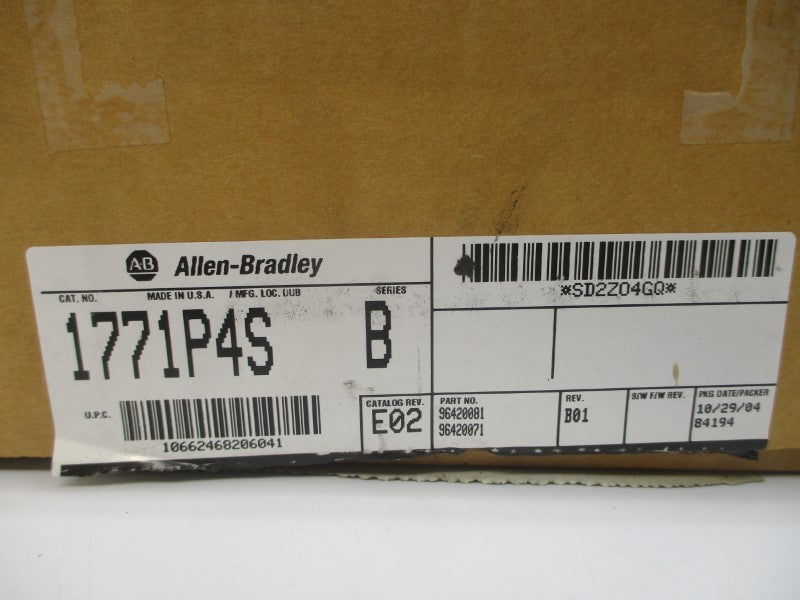 AB Allen-Bradley
CAT. NO. MADE IN U.S.A. / MFG. LOC. DUB SERIES
1771P4S B
U.P.C. 10662468206041
CATALOG REV.
E02
*SD2ZO4GQ*
PART NO.
96420081
96420071
REV.
B01
S/W F/W REV.
PKG DATE/PACKER
10/29/04
84194